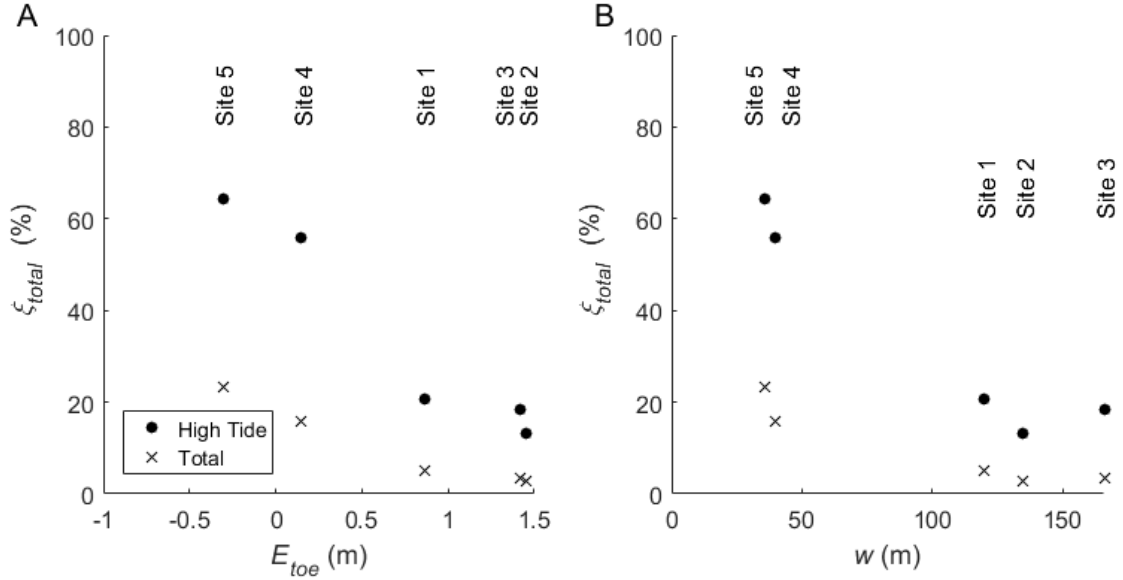 A
100
80
60
40
20
0
ξtotal (%)
Site 5
Site 4
Site 1
Site 3
Site 2
High Tide
Total
-1
-0.5
0
0.5
1
1.5
Etoe (m)
B
100
80
60
40
20
0
ξtotal (%)
Site 5
Site 4
Site 1
Site 2
Site 3
0
50
100
150
w (m)